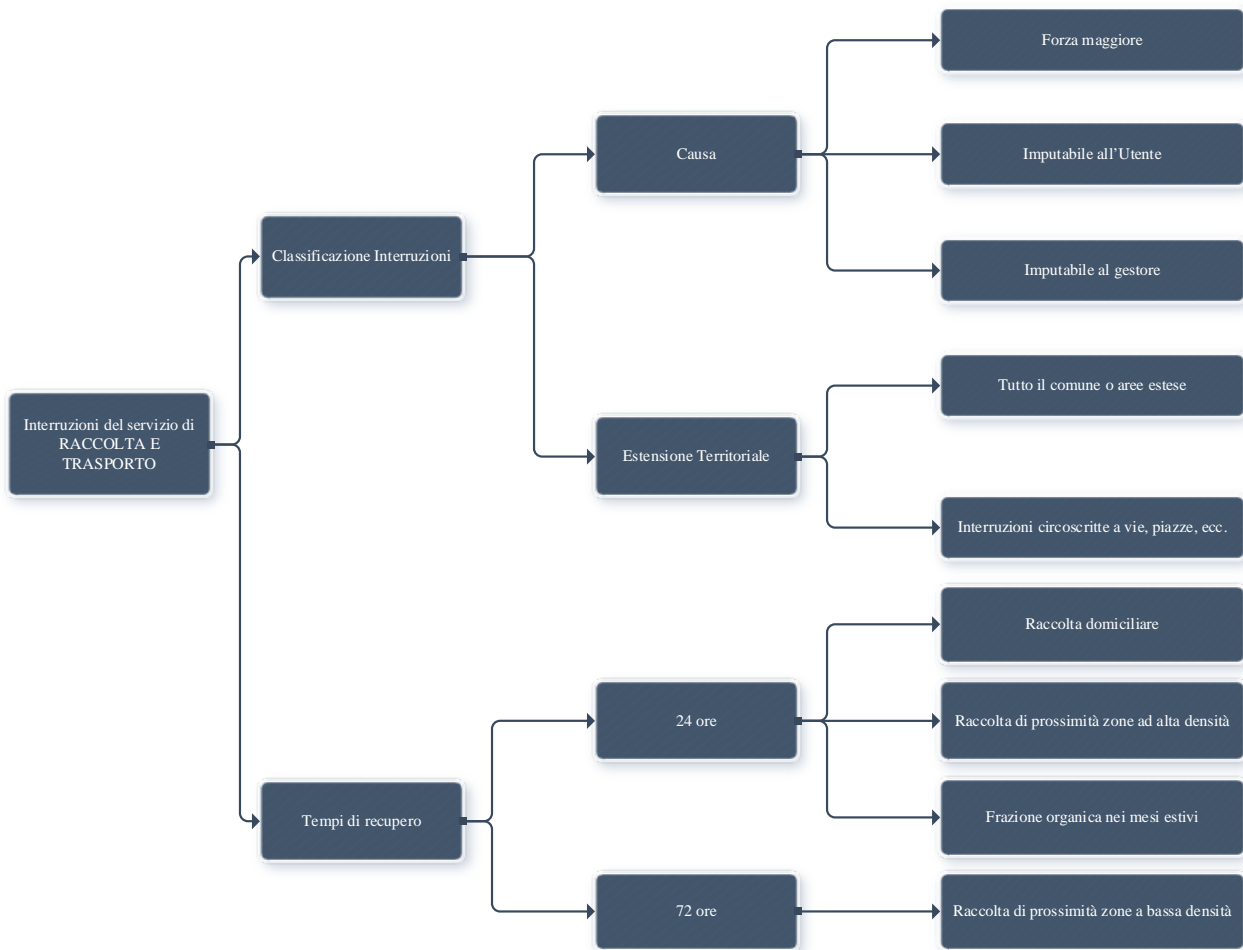 Forza maggiore
Causa
Imputabile all’Utente
Classificazione Interruzioni
Imputabile al gestore
Tutto il comune o aree estese
Interruzioni del servizio di
RACCOLTA E
TRASPORTO
Estensione Territoriale
Interruzioni circoscritte a vie, piazze, ecc.
Raccolta domiciliare
24 ore
Raccolta di prossimità zone ad alta densità
Tempi di recupero
Frazione organica nei mesi estivi
72 ore
Raccolta di prossimità zone a bassa densità